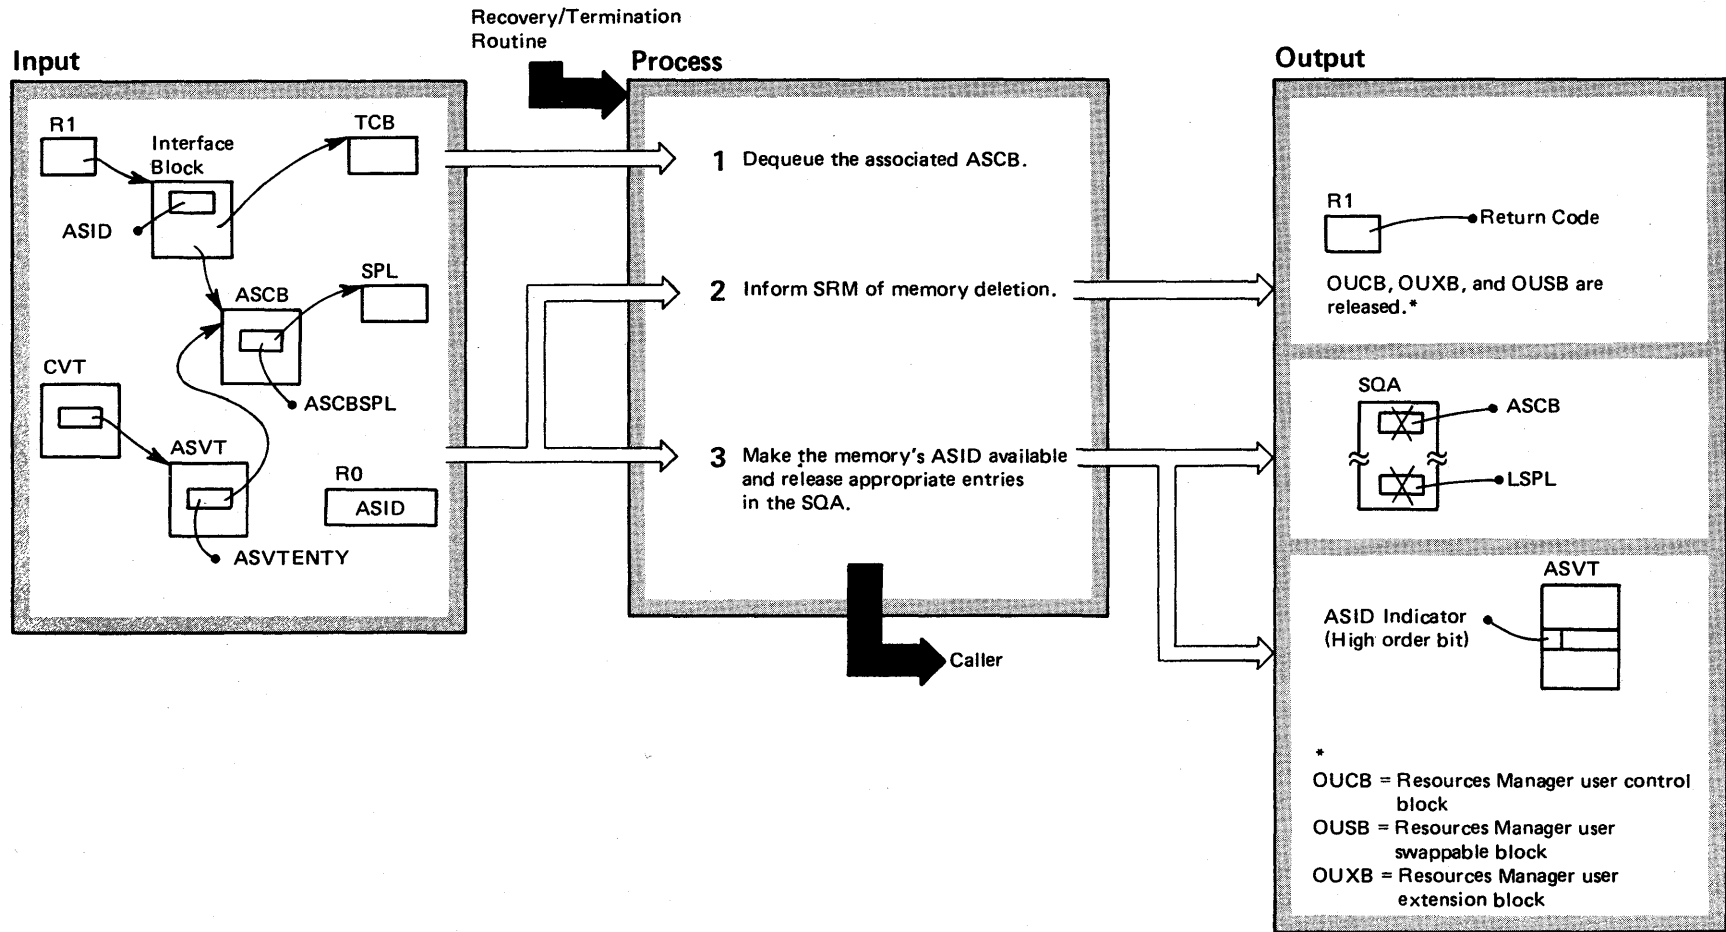 Recovery/Termination
Routine
Input
R1
Interface
Block
TCB
ASID
SPL
ASCB
CVT
ASCBSPL
ASVT
R0
ASID
ASVTENTY
Process
1 Dequeue the associated ASCB.
2 Inform SRM of memory deletion.
3 Make the memory's ASID available
and release appropriate entries
in the SQA.
Caller
Output
R1
Return Code
OUCB, OUXB, and OUSB are
released.*
SQA
ASCB
LSPL
ASVT
ASID Indicator
(High order bit)
*
OUCB = Resources Manager user control
block
OUSB = Resources Manager user
swappable block
OUXB = Resources Manager user
extension block